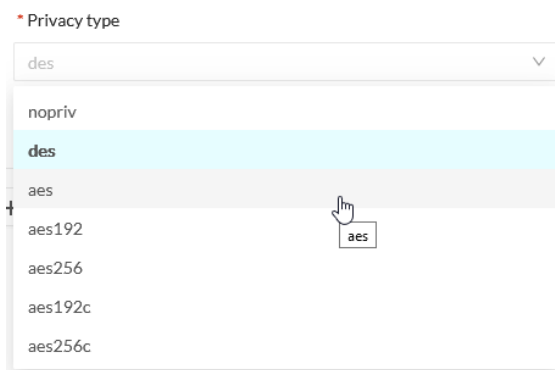 * Privacy type
des
nopriv
des
aes
aes
aes192
aes256
aes192c
aes256c